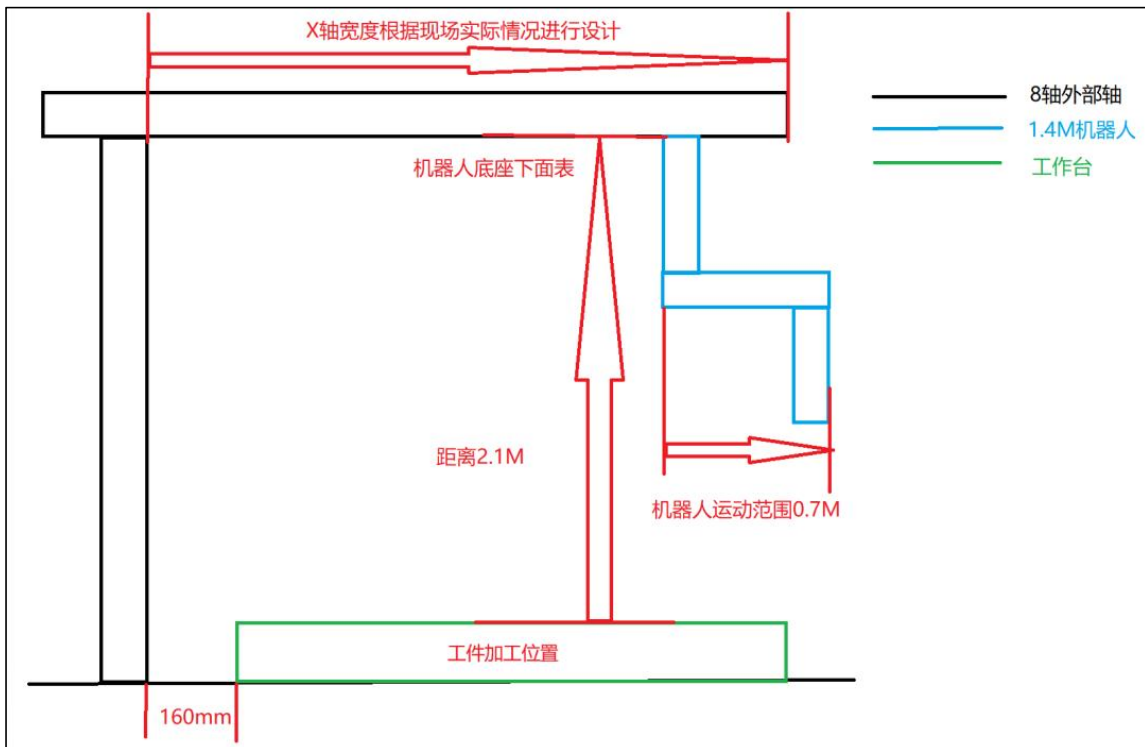 X轴宽度根据现场实际情况进行设计
8轴外部轴
1.4M机器人
工作台
机器人底座下面表
距离2.1M
机器人运动范围0.7M
工件加工位置
160mm